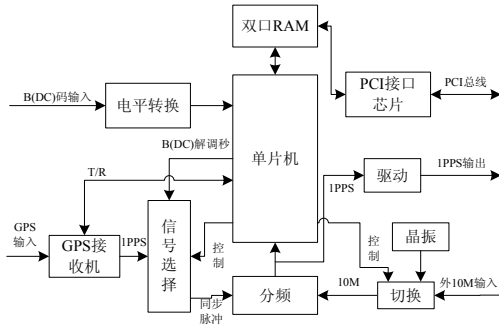 双口RAM
B(DC)码输入
电平转换
PCI接口
芯片
PCI总线
B(DC)解调秒
单片机
T/R
1PPS
驱动
1PPS输出
GPS
输入
GPS接
收机
1PPS
信号选择
控制
控制
晶振
同步
脉冲
分频
10M
切换
外10M输入